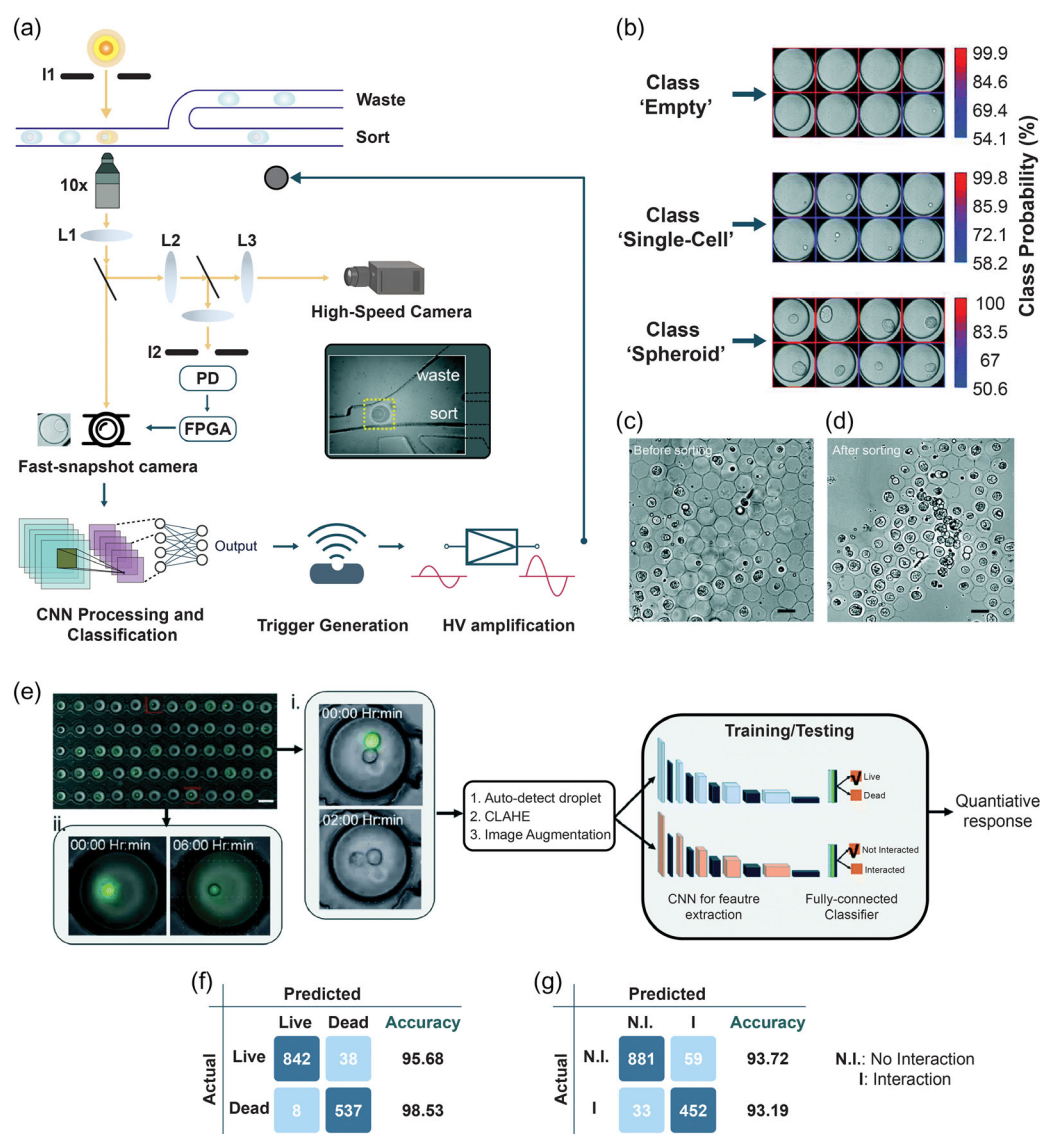 (a)
I1
Waste
Sort
10x
L1
L2
L3
High-Speed Camera
I2
PD
FPGA
Fast-snapshot camera
waste
sort
Output
CNN Processing and
Classification
Trigger Generation
HV amplification
(b)
Class
‘Empty’
99.9
84.6
69.4
54.1
Class
‘Single-Cell’
99.8
85.9
72.1
58.2
Class
‘Spheroid’
100
83.5
67
50.6
Class Probability (%)
(c)
Before sorting
(d)
After sorting
(e)
i.
00:00 Hr:min
02:00 Hr:min
ii.
00:00 Hr:min
06:00 Hr:min
1. Auto-detect droplet
2. CLAHE
3. Image Augmentation
Training/Testing
Live
Dead
Not Interacted
Interacted
CNN for feautre
extraction
Fully-connected
Classifier
Quantiative
response
(f)
Predicted
Live Dead Accuracy
Actual
Live 842 38 95.68
Dead 8 537 98.53
(g)
Predicted
N.I. I Accuracy
Actual
N.I. 881 59 93.72
I 33 452 93.19
N.I.: No Interaction
I: Interaction